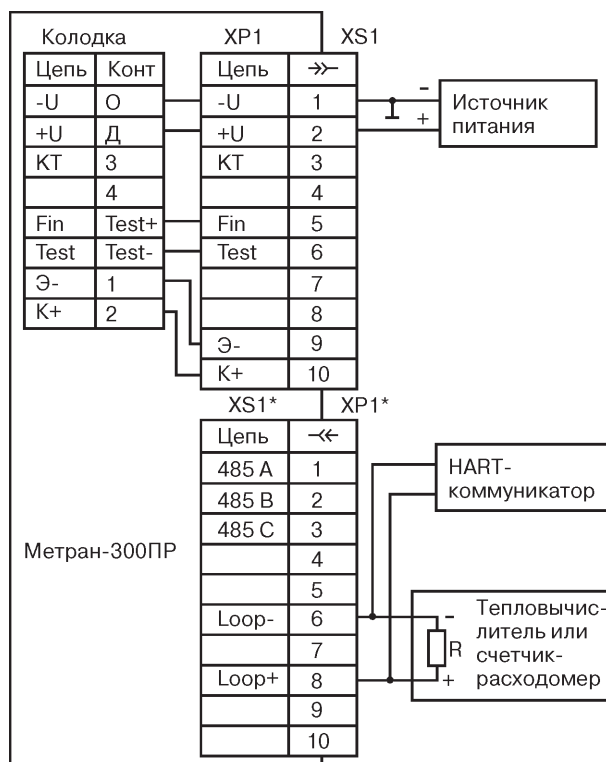 Колодка XP1 XS1
Цепь Конт Цепь
-U О -U 1 -
+U Д +U 2 +
КТ 3 КТ 3
4 4
Fin Test+ Fin 5
Test Test- Test 6
Э- 1 7
К+ 2 8
Э- 9
К+ 10
Источник
питания
XS1* XP1*
Цепь
485 A 1
485 B 2
485 C 3
4
5
Loop- 6
7
Loop+ 8
9
10
HART-
коммуникатор
Метран-300ПР
-
R
+
Тепловычис-
литель или
счетчик-
расходомер